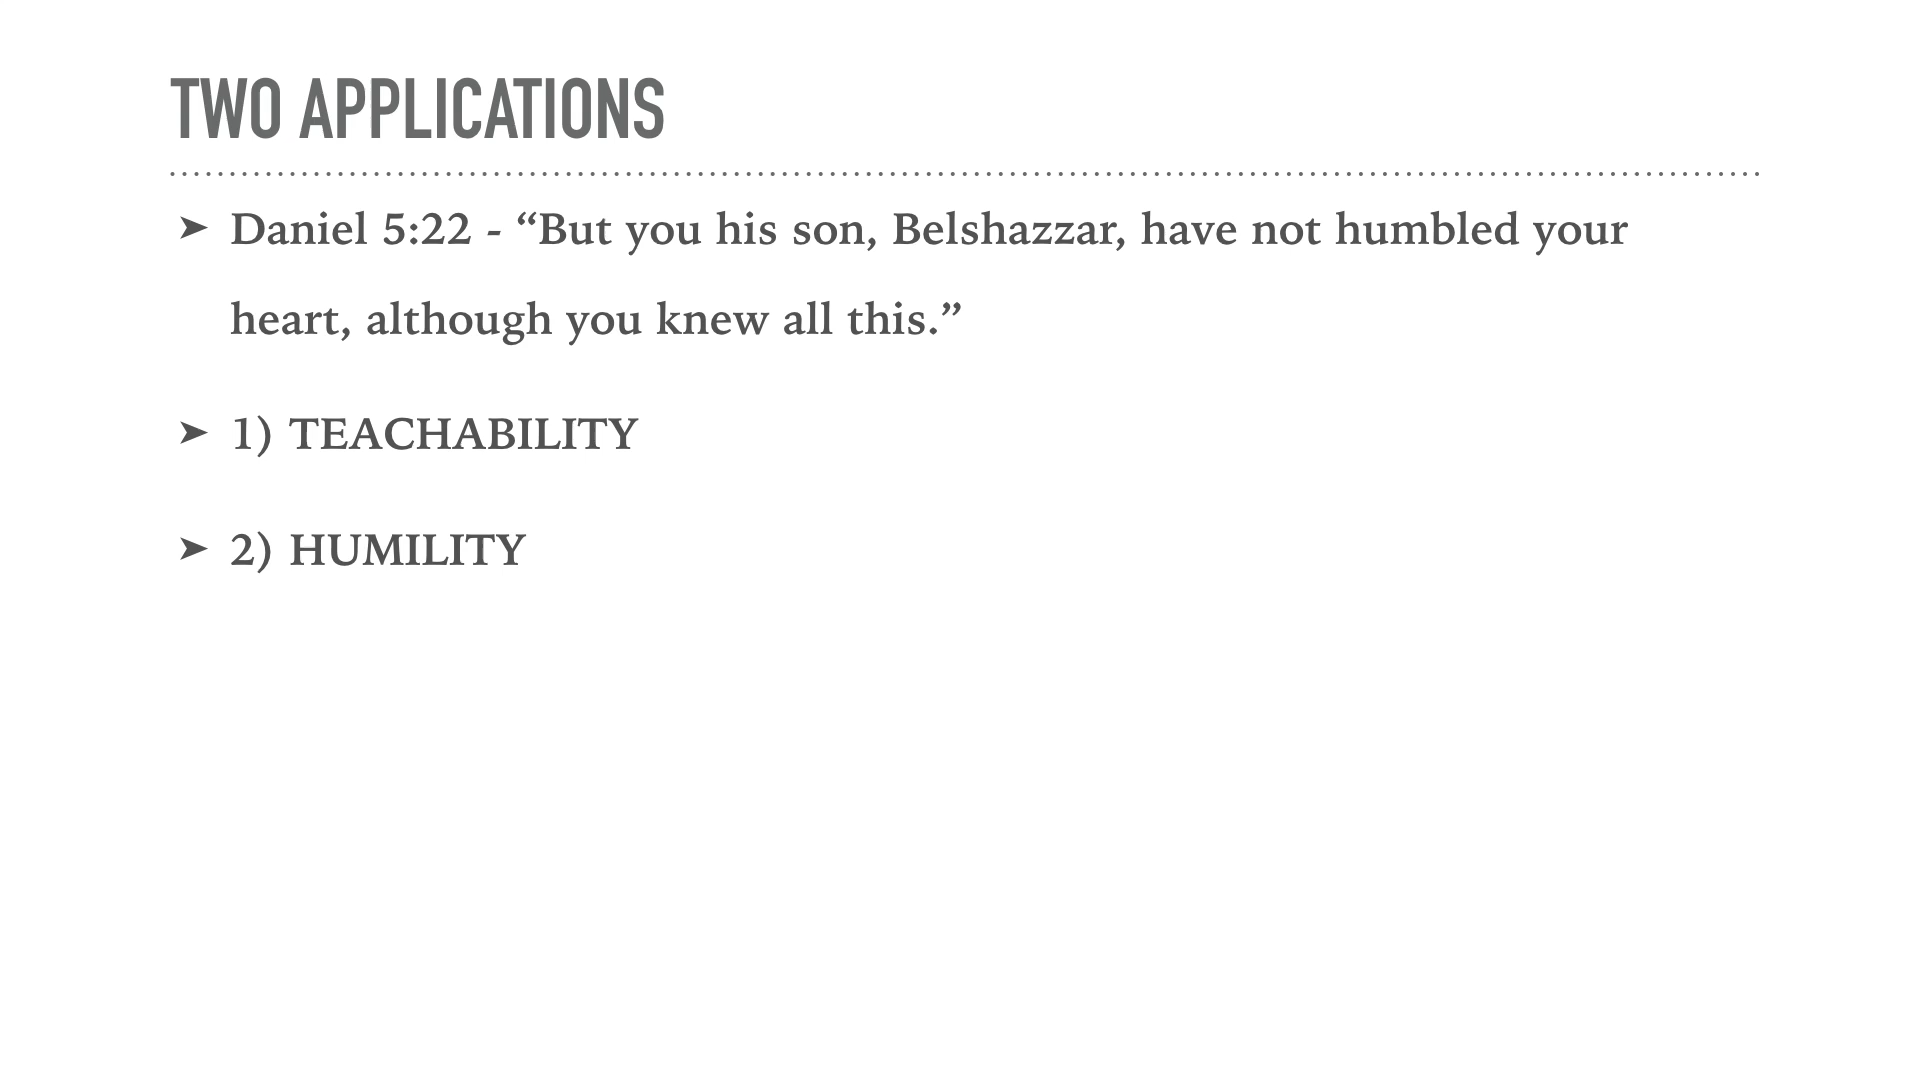 TWO APPLICATIONS
➤ Daniel 5:22 - “But you his son, Belshazzar, have not humbled your
heart, although you knew all this.”
➤ 1) TEACHABILITY
➤ 2) HUMILITY